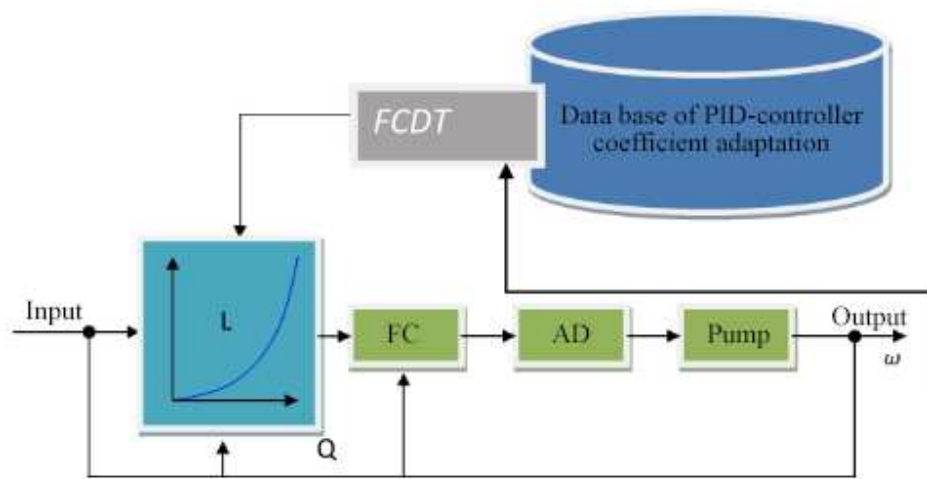 FCDT
Data base of PID-controller
coefficient adaptation
Input
L
FC
AD
Pump
Output
ω
Q